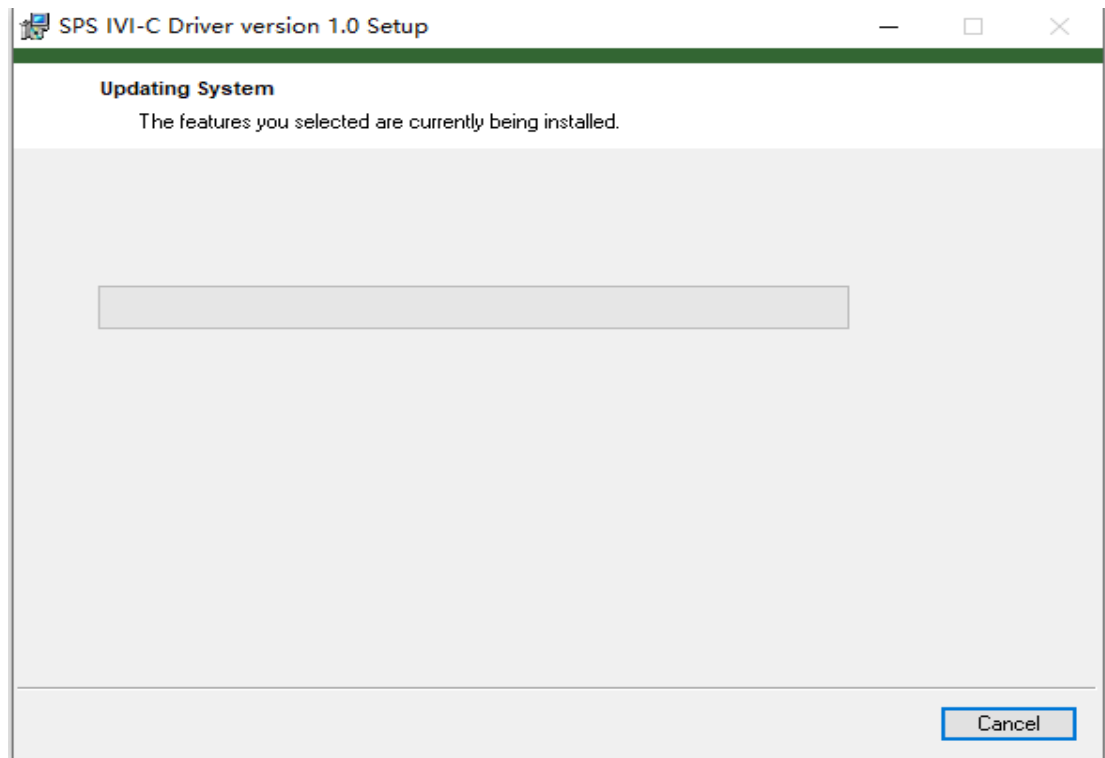 SPS IVI-C Driver version 1.0 Setup
Updating System
The features you selected are currently being installed.
Cancel